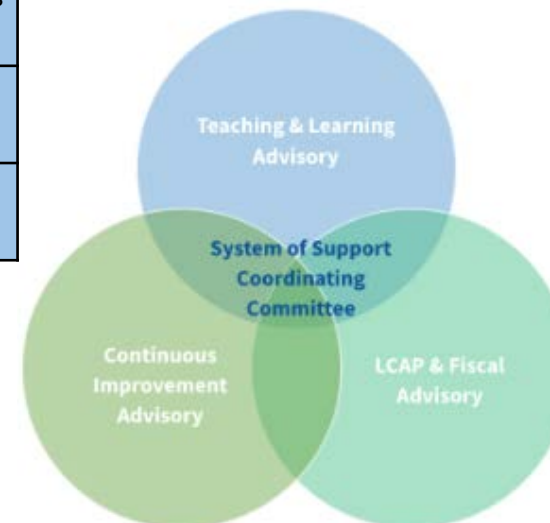 Teaching & Learning
Advisory
System of Support
Coordinating
Committee
Continuous
Improvement
Advisory
LCAP & Fiscal
Advisory